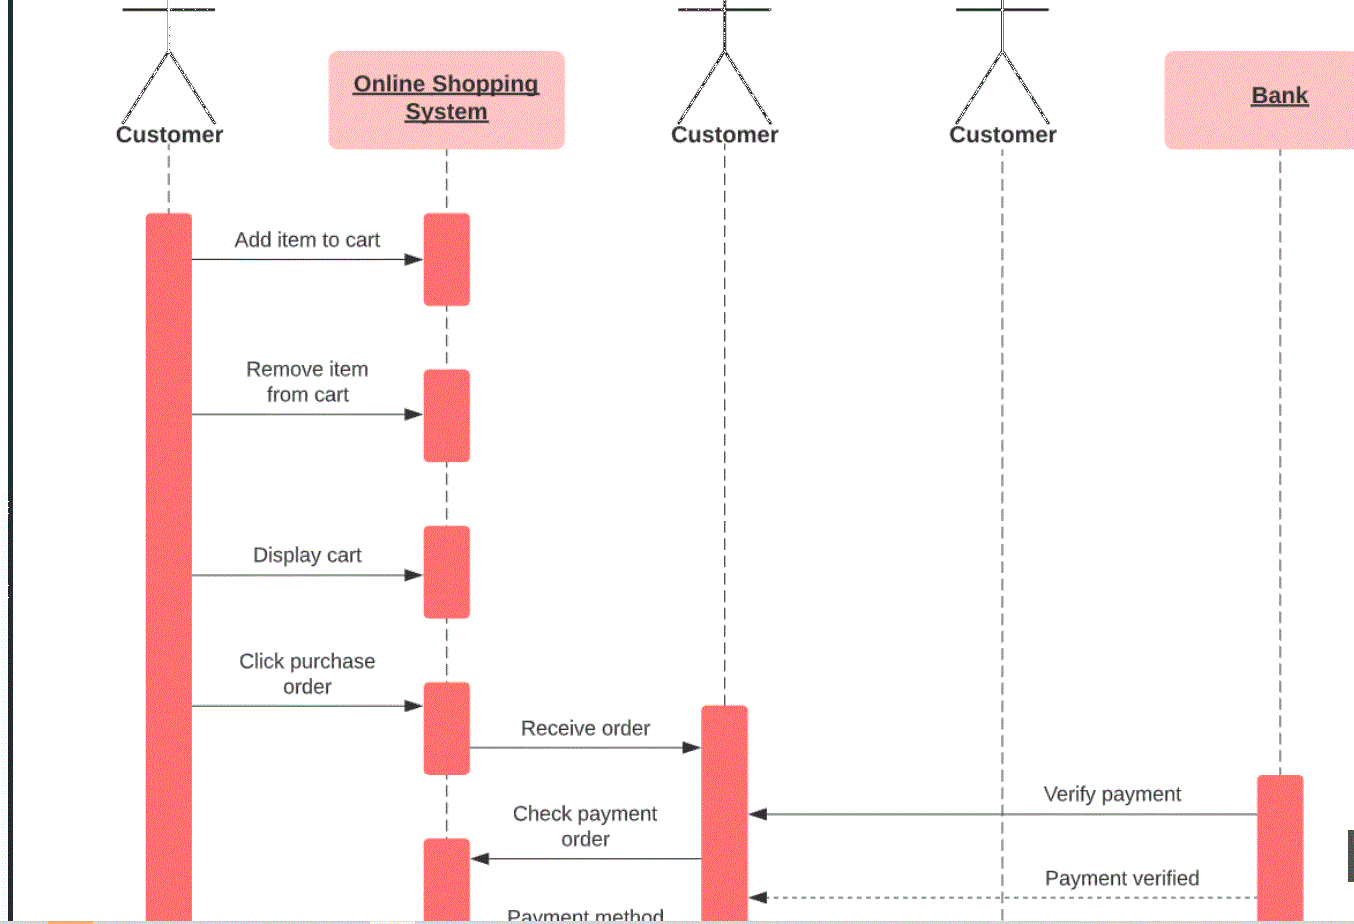 Online Shopping
System
Bank
Customer
Customer
Customer
Add item to cart
Remove item
from cart
Display cart
Click purchase
order
Receive order
Verify payment
Check payment
order
Payment verified
Payment method